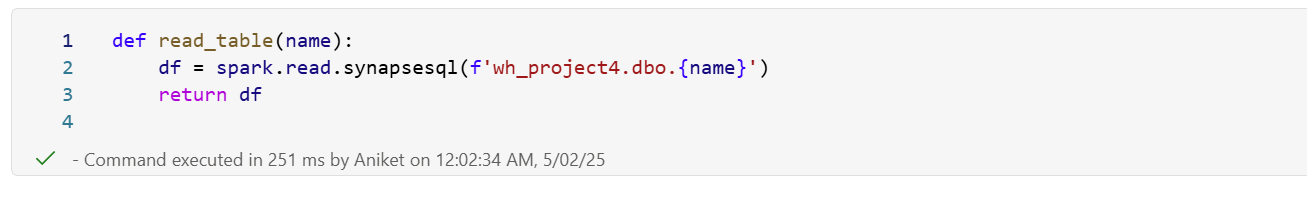 1 def read_table(name):
2     df = spark.read.synapsesql(f'wh_project4.dbo.{name}')
3     return df
4
- Command executed in 251 ms by Aniket on 12:02:34 AM, 5/02/25